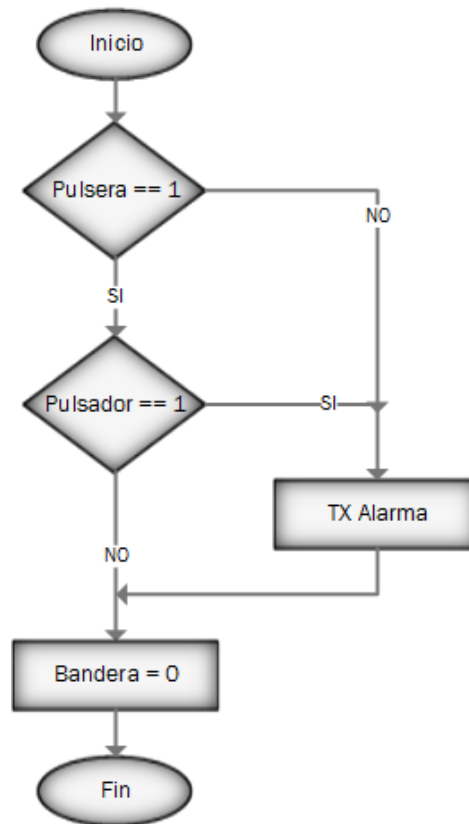 Inicio
Pulsera == 1
NO
SI
Pulsador == 1
SI
TX Alarma
NO
Bandera = 0
Fin